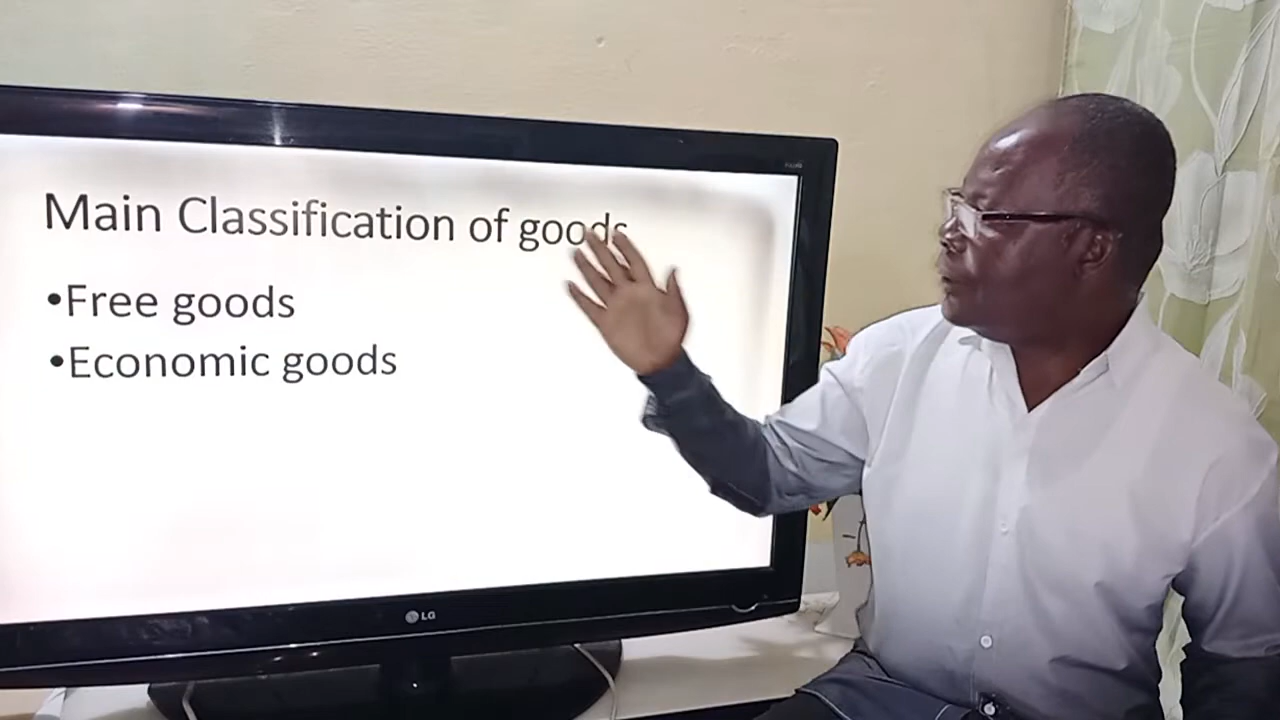 Main Classification of goods
•Free goods
•Economic goods
LG